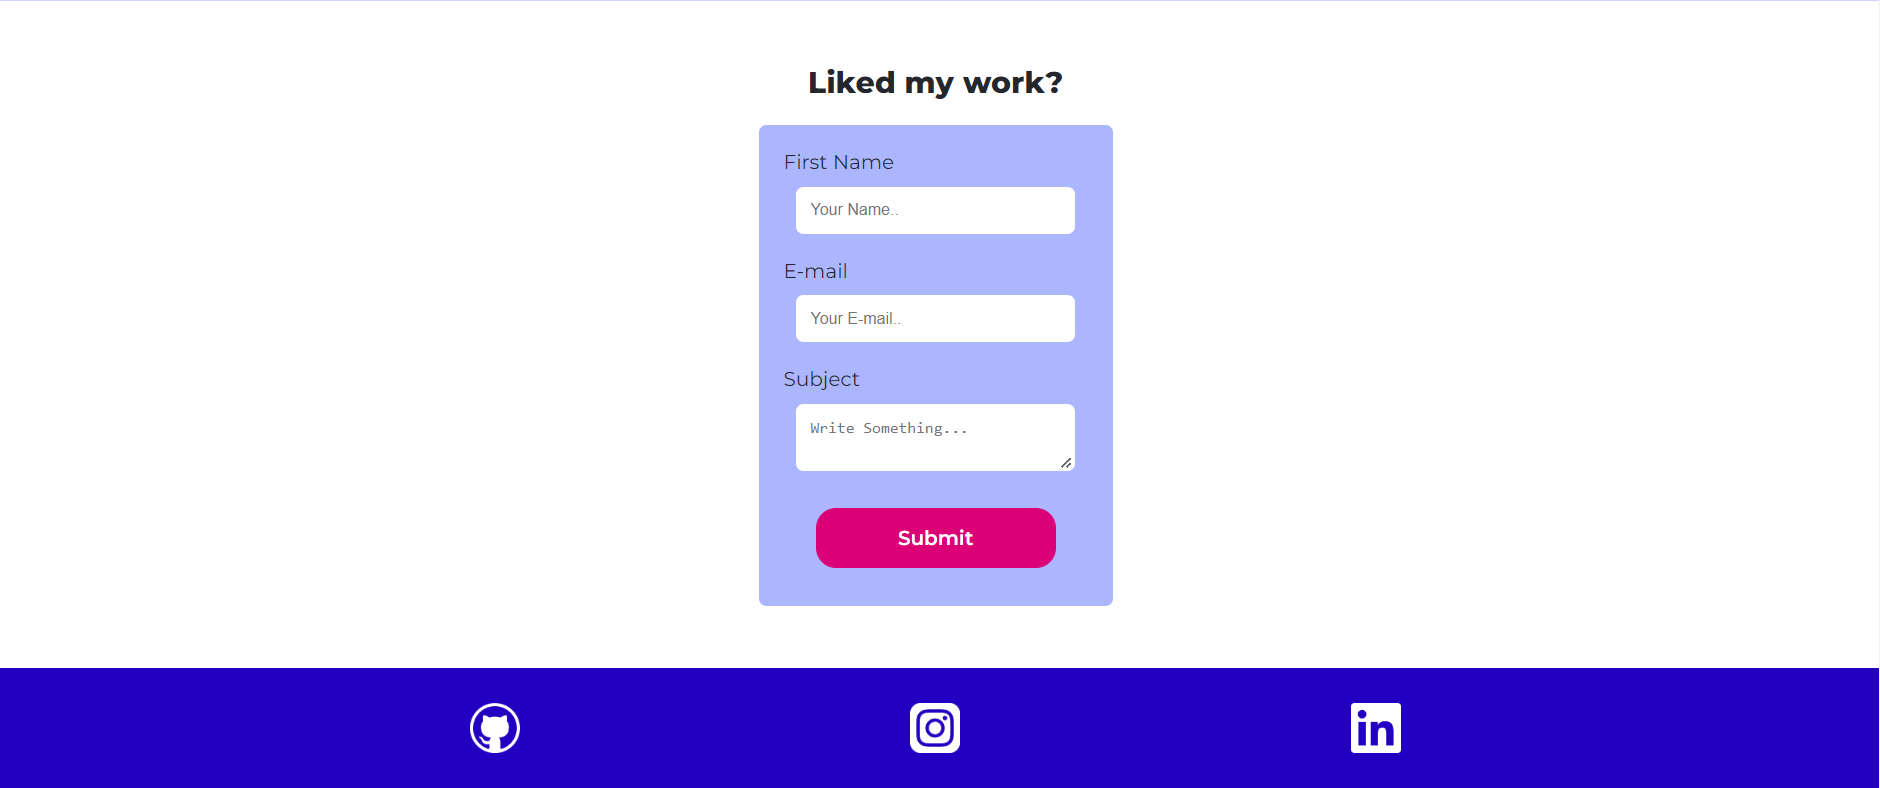 Liked my work?
First Name
Your Name..
E-mail
Your E-mail..
Subject
Write Something...
Submit
in